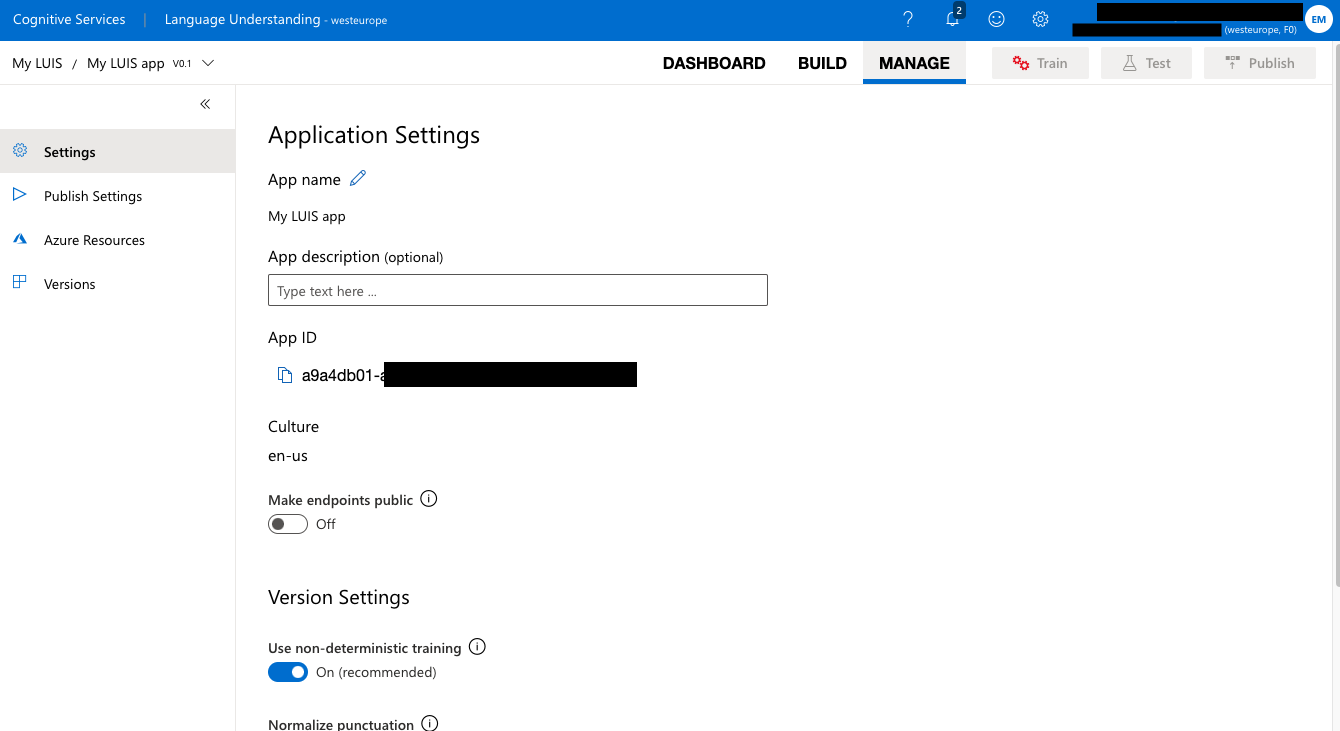 Cognitive Services | Language Understanding - westeurope
2
(westeurope, F0)
EM
My LUIS / My LUIS app V0.1
DASHBOARD BUILD MANAGE Train Test Publish
Settings
Publish Settings
Azure Resources
Versions
Application Settings
App name
My LUIS app
App description (optional)
Type text here ...
App ID
a9a4db01-
Culture
en-us
Make endpoints public
Off
Version Settings
Use non-deterministic training
On (recommended)
Normalize punctuation